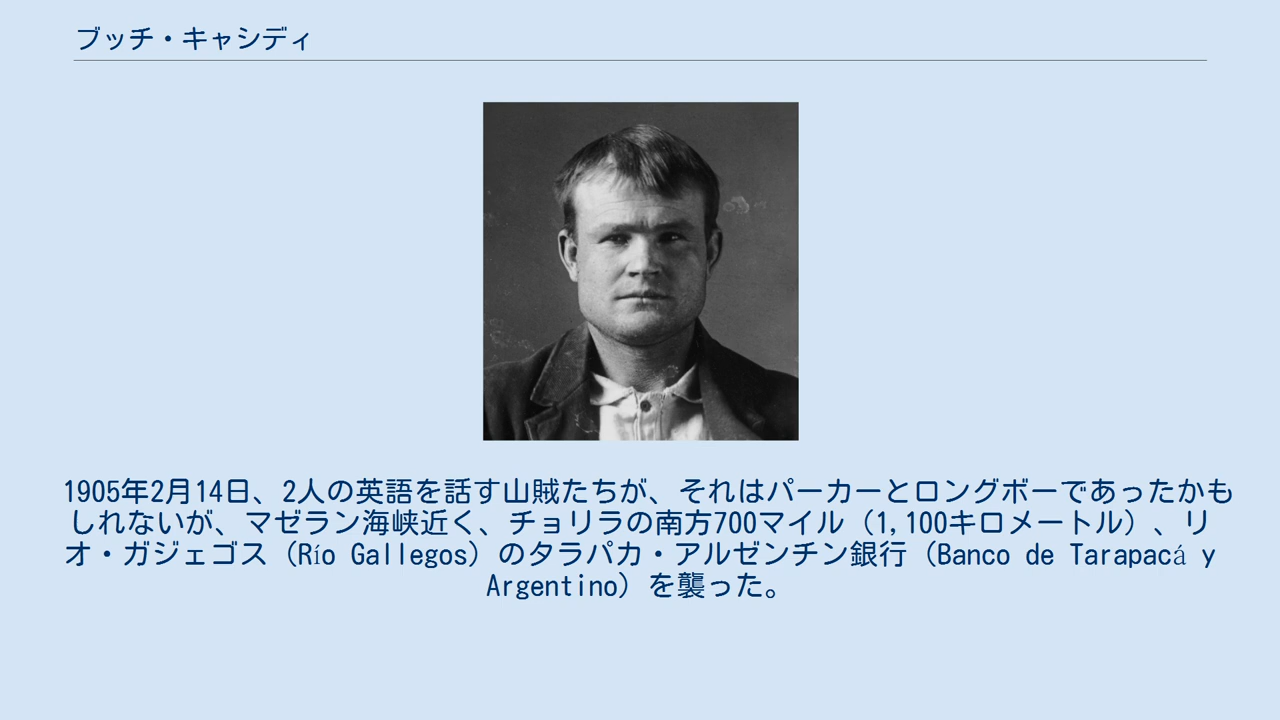 ブッチ・キャシディ
1905年2月14日、2人の英語を話す山賊たちが、それはパーカーとロングボーであったかも
しれないが、マゼラン海峡近く、チョリラの南方700マイル（1,100キロメートル）、リ
オ・ガジェゴス（Río Gallegos）のタラパカ・アルゼンチン銀行（Banco de Tarapacá y
Argentino）を襲った。